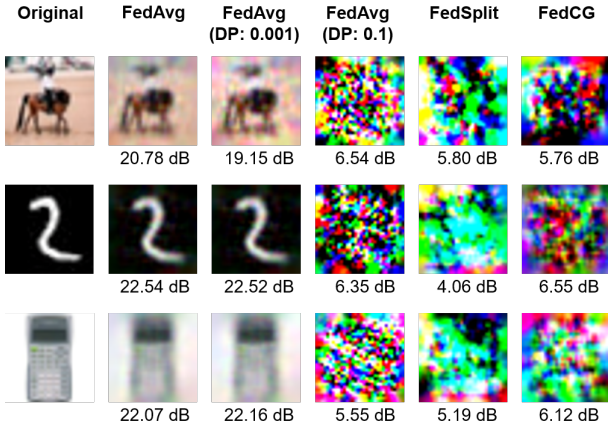 Original FedAvg FedAvg FedAvg FedSplit FedCG
(DP: 0.001) (DP: 0.1)
20.78 dB 19.15 dB 6.54 dB 5.80 dB 5.76 dB
22.54 dB 22.52 dB 6.35 dB 4.06 dB 6.55 dB
22.07 dB 22.16 dB 5.55 dB 5.19 dB 6.12 dB